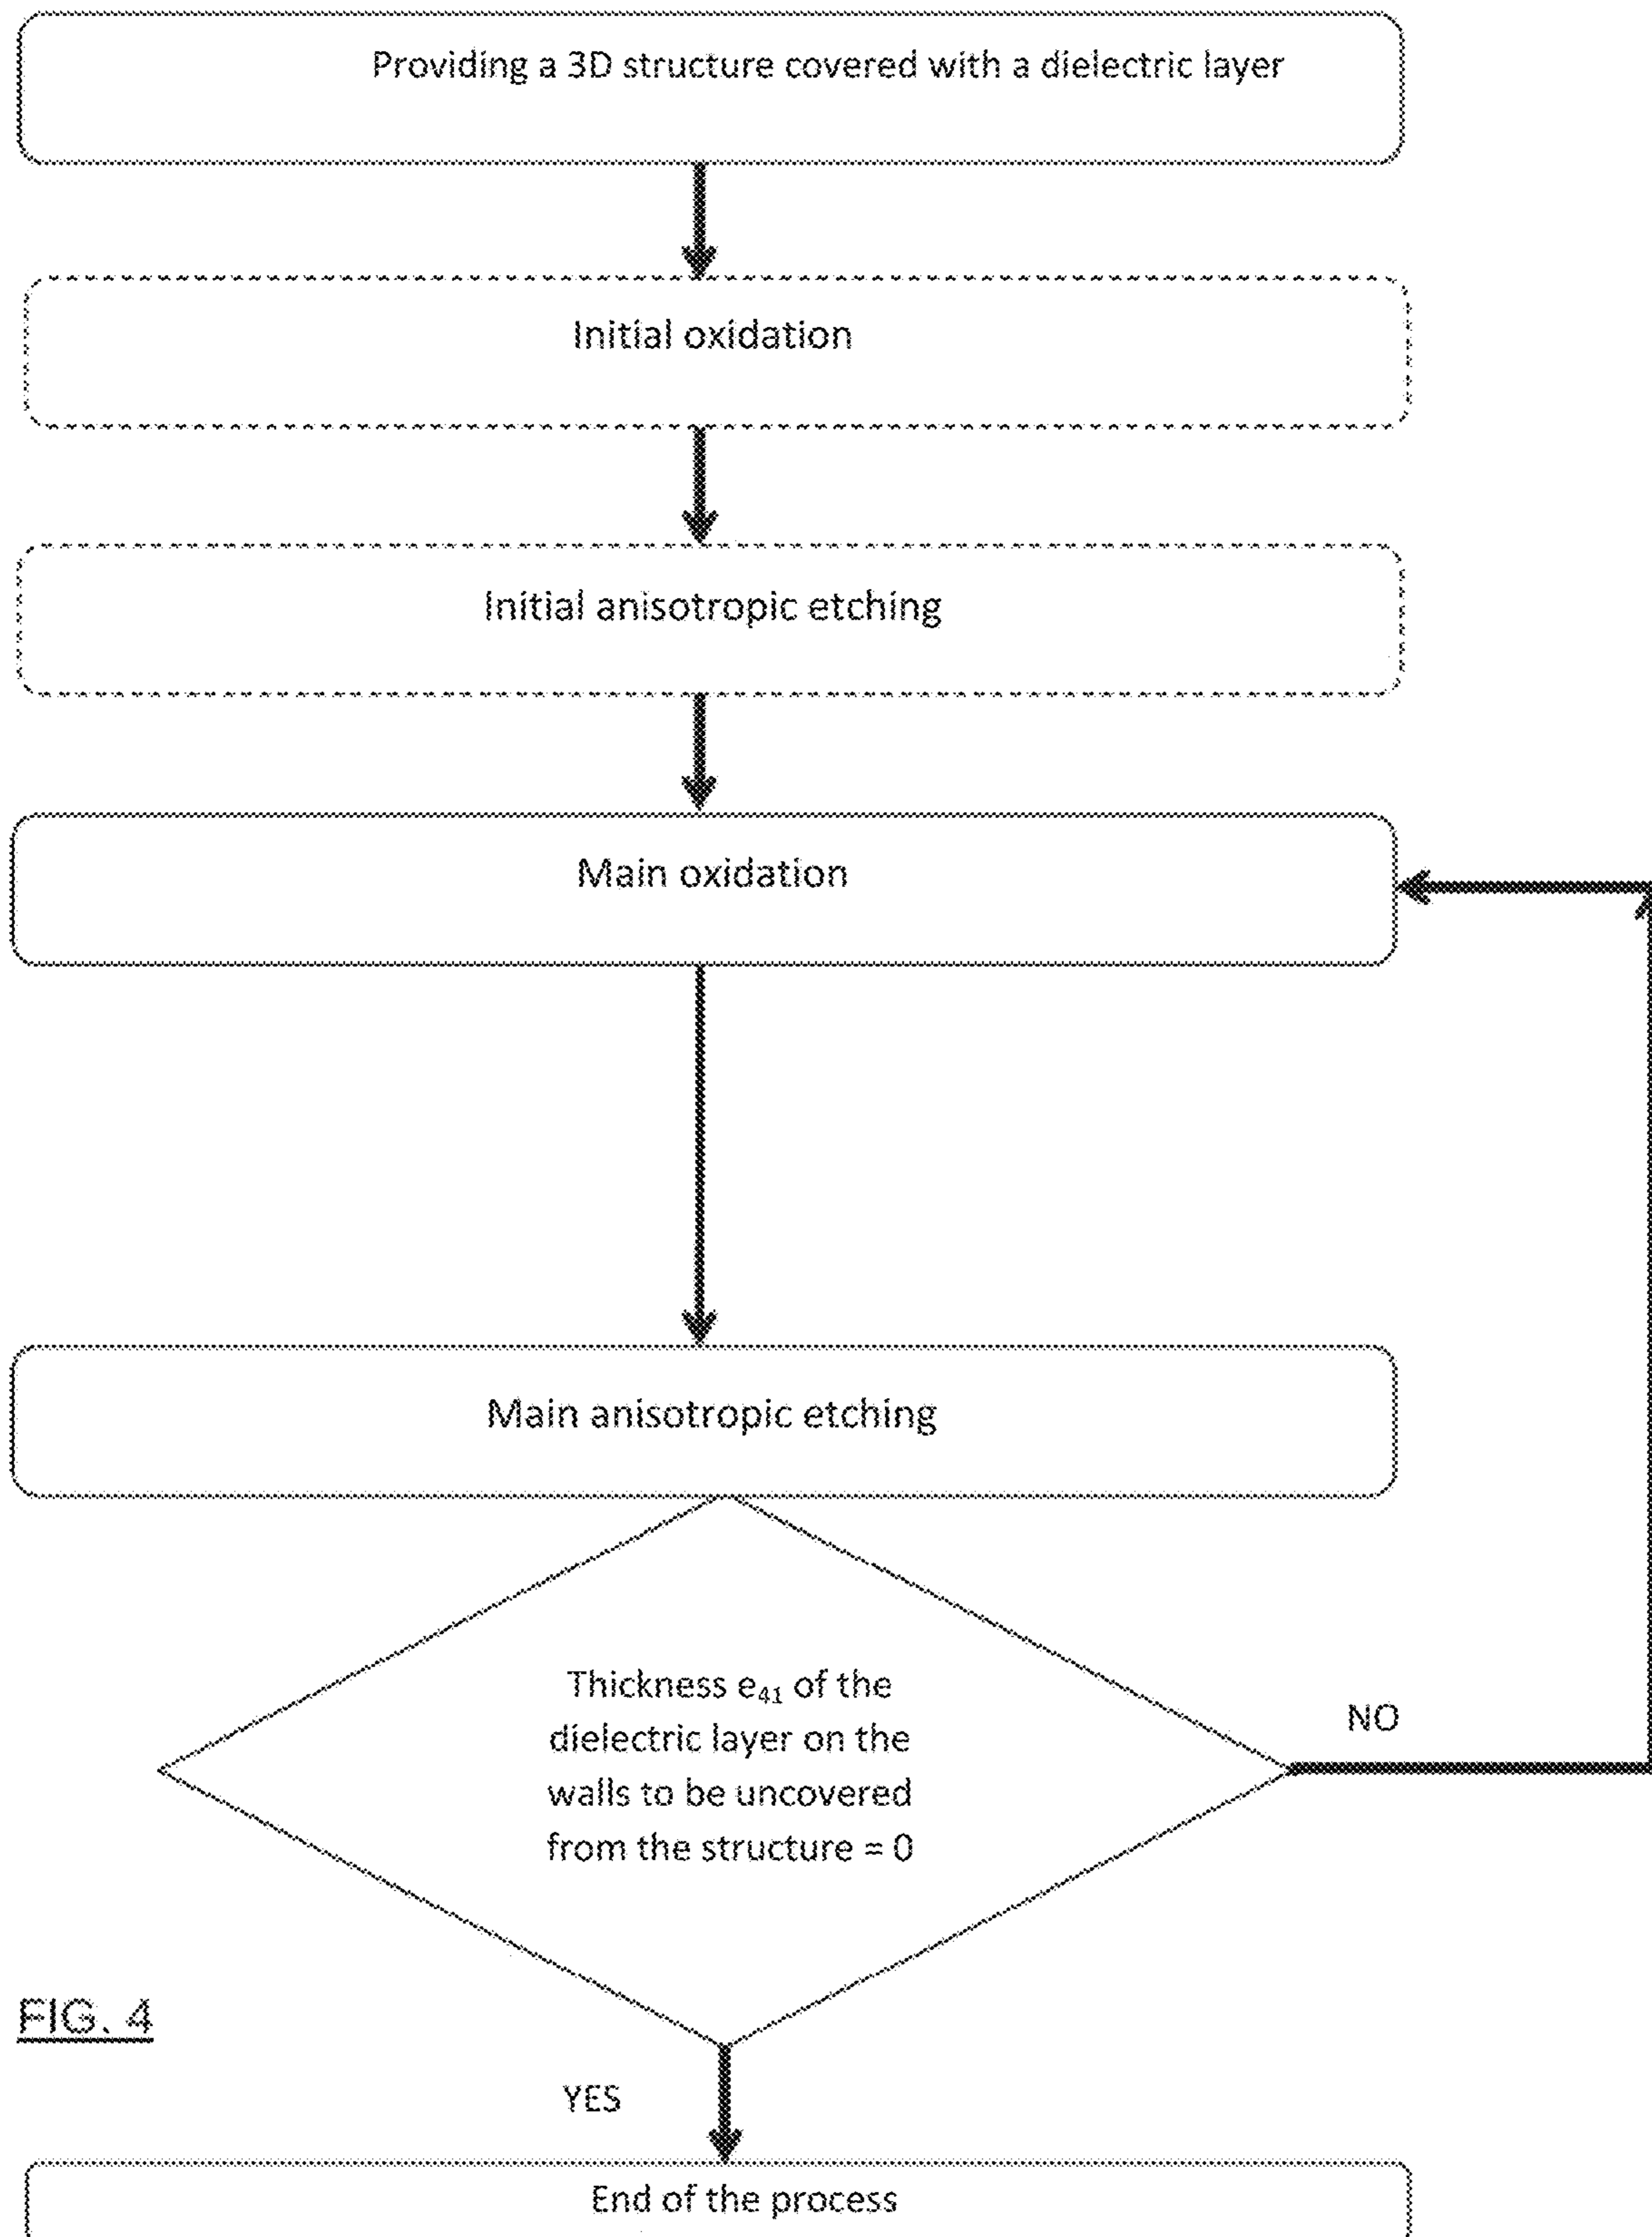 Providing a 3D structure covered with a dielectric layer
Initial oxidation
Initial anisotropic etching
Main oxidation
Main anisotropic etching
Thickness e₄₁ of the
dielectric layer on the
walls to be uncovered
from the structure = 0
NO
FIG. 4
YES
End of the process